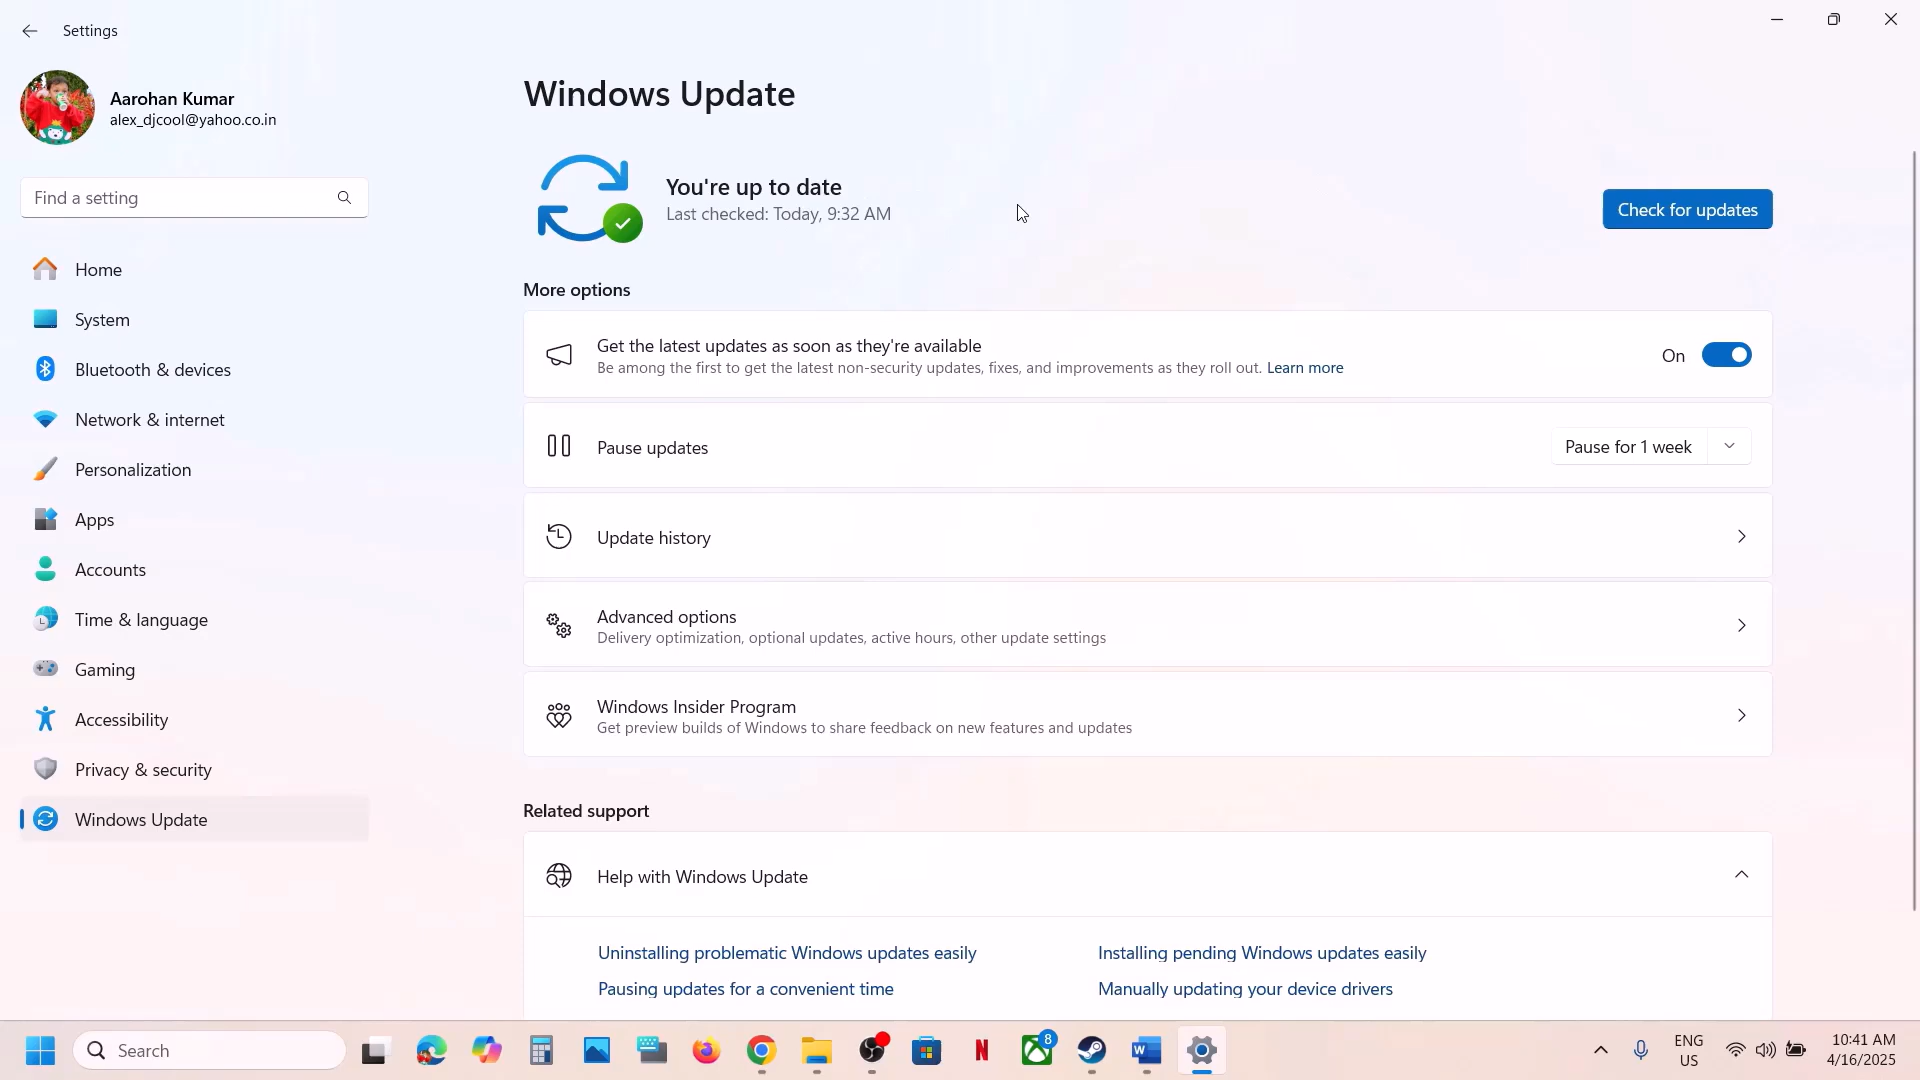 Settings
Aarohan Kumar
alex_djcool@yahoo.co.in
Find a setting
Home
System
Bluetooth & devices
Network & internet
Personalization
Apps
Accounts
Time & language
Gaming
Accessibility
Privacy & security
Windows Update
Windows Update
You're up to date
Last checked: Today, 9:32 AM
Check for updates
More options
Get the latest updates as soon as they're available
Be among the first to get the latest non-security updates, fixes, and improvements as they roll out. Learn more
On
Pause updates
Pause for 1 week
Update history
Advanced options
Delivery optimization, optional updates, active hours, other update settings
Windows Insider Program
Get preview builds of Windows to share feedback on new features and updates
Related support
Help with Windows Update
Uninstalling problematic Windows updates easily
Installing pending Windows updates easily
Pausing updates for a convenient time
Manually updating your device drivers
Search
N
8
W
ENG
US
10:41 AM
4/16/2025